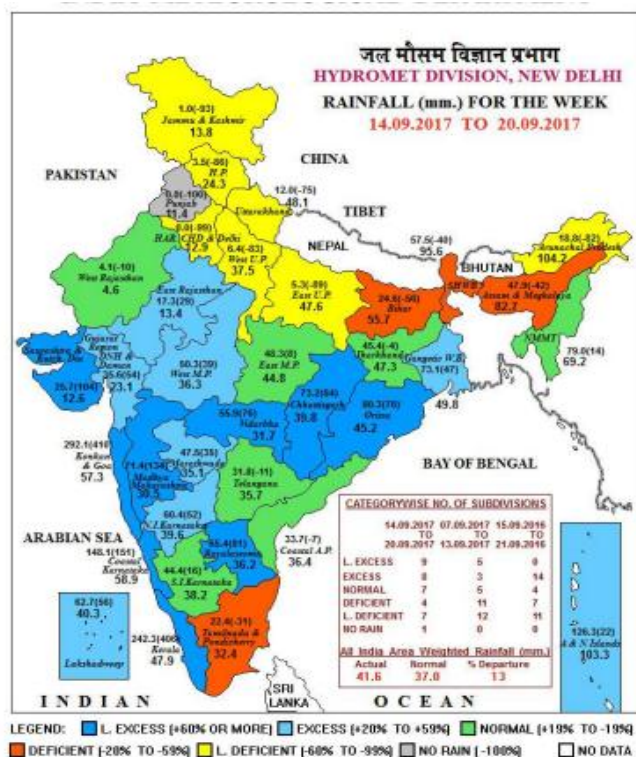 जल मौसम विज्ञान प्रभाग
HYDROMET DIVISION, NEW DELHI
RAINFALL (mm.) FOR THE WEEK
14.09.2017 TO 20.09.2017
1.0(-93)
Jammu & Kashmir
13.8
CHINA
PAKISTAN
3.5(-86)
H.P.
24.3
0.0(-100)
Punjab
11.4
12.0(-75)
48.1
Uttarakhand
TIBET
0.0(-99)
HAR. CHD & Delhi
12.9
6.4(-83)
West U.P.
37.5
NEPAL
57.5(-40)
95.6
BHUTAN
18.8(-82)
Arunachal Pradesh
104.2
4.1(-10)
West Rajasthan
4.6
East Rajasthan
17.3(29)
13.4
5.3(-89)
East U.P.
47.6
24.6(-56)
Bihar
55.7
SHWB
47.9(-42)
Assam & Meghalaya
82.7
NMMT
79.0(14)
69.2
Saurashtra &
25.7(104)
12.6
Gujarat
Region
DNH &
Daman
35.6(54)
23.1
50.3(39)
West M.P.
36.3
48.3(8)
East M.P.
44.8
45.4(-4)
Jharkhand
47.3
Gangetic W.B.
73.1(47)
49.8
73.2(84)
Chhattisgarh
39.8
80.3(78)
Orissa
45.2
55.9(76)
Vidarbha
31.7
292.1(410)
Konkan
& Goa
57.3
71.4(134)
Madhya
Maharashtra
30.5
47.5(35)
Marathwada
35.1
31.8(-11)
Telangana
35.7
BAY OF BENGAL
ARABIAN SEA
60.4(52)
N.I.Karnataka
39.6
65.4(81)
Rayalaseema
36.2
33.7(-7)
Coastal A.P.
36.4
148.1(151)
Coastal
Karnataka
58.9
44.4(16)
S.I.Karnataka
38.2
62.7(56)
40.3
Lakshadweep
242.3(406)
Kerala
47.9
22.4(-31)
Tamilnadu &
Pondicherry
32.4
SRI
LANKA
126.3(22)
A & N Islands
103.3
CATEGORYWISE NO. OF SUBDIVISIONS
14.09.2017 07.09.2017 15.09.2016
TO TO TO
20.09.2017 13.09.2017 21.09.2016
L. EXCESS 9 5 0
EXCESS 8 3 14
NORMAL 7 5 4
DEFICIENT 4 11 7
L. DEFICIENT 7 12 11
NO RAIN 1 0 0
All India Area Weighted Rainfall (mm.)
Actual Normal % Departure
41.6 37.0 13
INDIAN OCEAN
LEGEND: L. EXCESS [+60% OR MORE] EXCESS [+20% TO +59%] NORMAL [+19% TO -19%]
DEFICIENT [-20% TO -59%] L. DEFICIENT [-60% TO -99%] NO RAIN [-100%] NO DATA